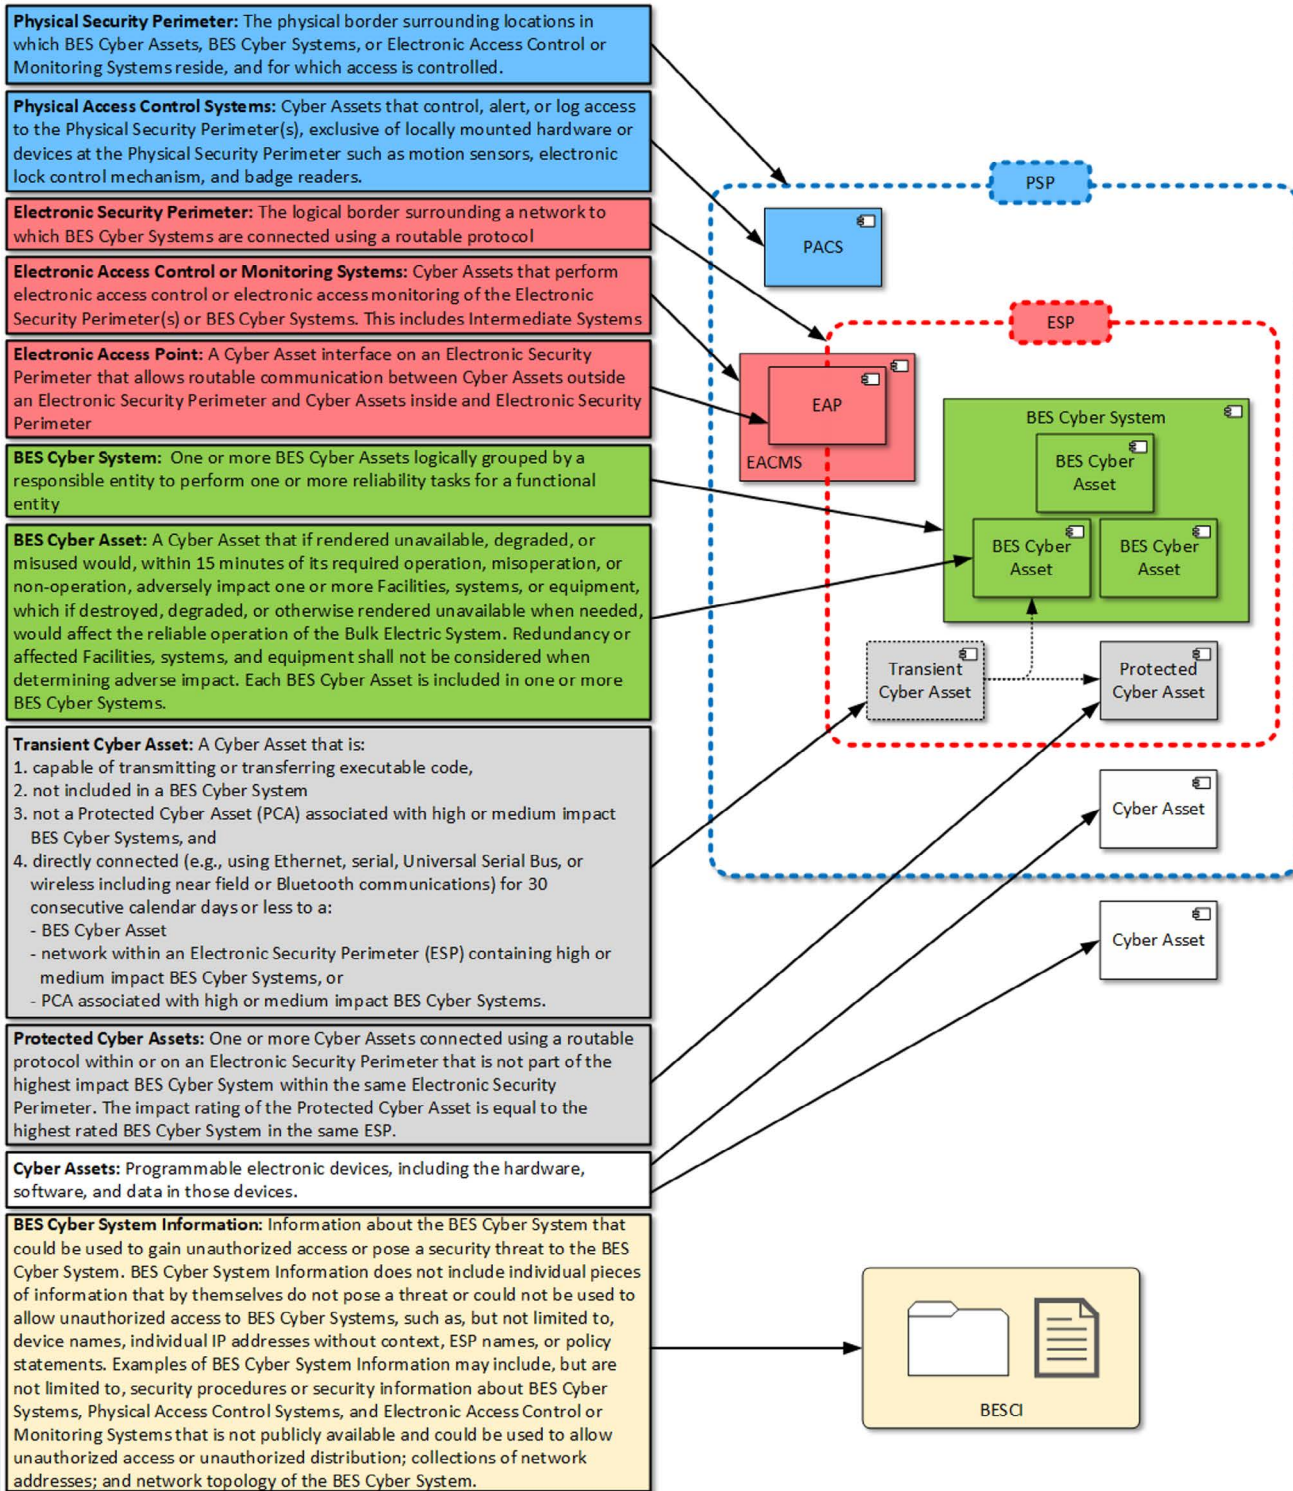 Physical Security Perimeter: The physical border surrounding locations in
which BES Cyber Assets, BES Cyber Systems, or Electronic Access Control or
Monitoring Systems reside, and for which access is controlled.
Physical Access Control Systems: Cyber Assets that control, alert, or log access
to the Physical Security Perimeter(s), exclusive of locally mounted hardware or
devices at the Physical Security Perimeter such as motion sensors, electronic
lock control mechanism, and badge readers.
Electronic Security Perimeter: The logical border surrounding a network to
which BES Cyber Systems are connected using a routable protocol
Electronic Access Control or Monitoring Systems: Cyber Assets that perform
electronic access control or electronic access monitoring of the Electronic
Security Perimeter(s) or BES Cyber Systems. This includes Intermediate Systems
Electronic Access Point: A Cyber Asset interface on an Electronic Security
Perimeter that allows routable communication between Cyber Assets outside
an Electronic Security Perimeter and Cyber Assets inside and Electronic Security
Perimeter
BES Cyber System: One or more BES Cyber Assets logically grouped by a
responsible entity to perform one or more reliability tasks for a functional
entity
BES Cyber Asset: A Cyber Asset that if rendered unavailable, degraded, or
misused would, within 15 minutes of its required operation, misoperation, or
non-operation, adversely impact one or more Facilities, systems, or equipment,
which if destroyed, degraded, or otherwise rendered unavailable when needed,
would affect the reliable operation of the Bulk Electric System. Redundancy or
affected Facilities, systems, and equipment shall not be considered when
determining adverse impact. Each BES Cyber Asset is included in one or more
BES Cyber Systems.
Transient Cyber Asset: A Cyber Asset that is:
1. capable of transmitting or transferring executable code,
2. not included in a BES Cyber System
3. not a Protected Cyber Asset (PCA) associated with high or medium impact
BES Cyber Systems, and
4. directly connected (e.g., using Ethernet, serial, Universal Serial Bus, or
wireless including near field or Bluetooth communications) for 30
consecutive calendar days or less to a:
- BES Cyber Asset
- network within an Electronic Security Perimeter (ESP) containing high or
medium impact BES Cyber Systems, or
- PCA associated with high or medium impact BES Cyber Systems.
Protected Cyber Assets: One or more Cyber Assets connected using a routable
protocol within or on an Electronic Security Perimeter that is not part of the
highest impact BES Cyber System within the same Electronic Security
Perimeter. The impact rating of the Protected Cyber Asset is equal to the
highest rated BES Cyber System in the same ESP.
Cyber Assets: Programmable electronic devices, including the hardware,
software, and data in those devices.
BES Cyber System Information: Information about the BES Cyber System that
could be used to gain unauthorized access or pose a security threat to the BES
Cyber System. BES Cyber System Information does not include individual pieces
of information that by themselves do not pose a threat or could not be used to
allow unauthorized access to BES Cyber Systems, such as, but not limited to,
device names, individual IP addresses without context, ESP names, or policy
statements. Examples of BES Cyber System Information may include, but are
not limited to, security procedures or security information about BES Cyber
Systems, Physical Access Control Systems, and Electronic Access Control or
Monitoring Systems that is not publicly available and could be used to allow
unauthorized access or unauthorized distribution; collections of network
addresses; and network topology of the BES Cyber System.
PSP
PACS
ESP
EAP
EACMS
BES Cyber System
BES Cyber
Asset
BES Cyber
Asset
BES Cyber
Asset
Transient
Cyber Asset
Protected
Cyber Asset
Cyber Asset
Cyber Asset
BESCI